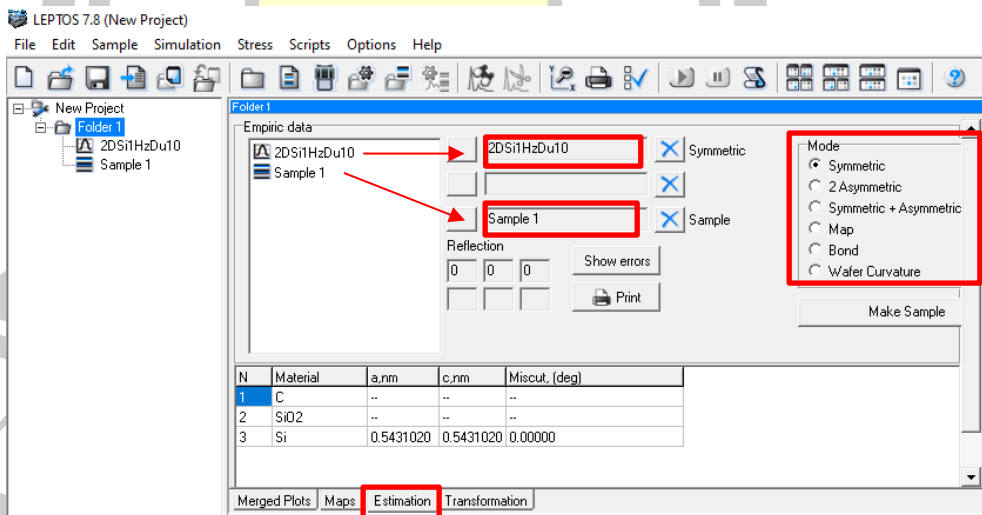 LEPTOS 7.8 (New Project)
File Edit Sample Simulation Stress Scripts Options Help
New Project
Folder 1
2DSi1HzDu10
Sample 1
Folder1
Empiric data
2DSi1HzDu10
Sample 1
2DSi1HzDu10
Symmetric
Sample 1
Sample
Reflection
0 0 0
Show errors
Print
Mode
Symmetric
2 Asymmetric
Symmetric + Asymmetric
Map
Bond
Wafer Curvature
Make Sample
N Material a,nm c,nm Miscut, (deg)
1 C -- -- --
2 SiO2 -- -- --
3 Si 0.5431020 0.5431020 0.00000
Merged Plots Maps Estimation Transformation